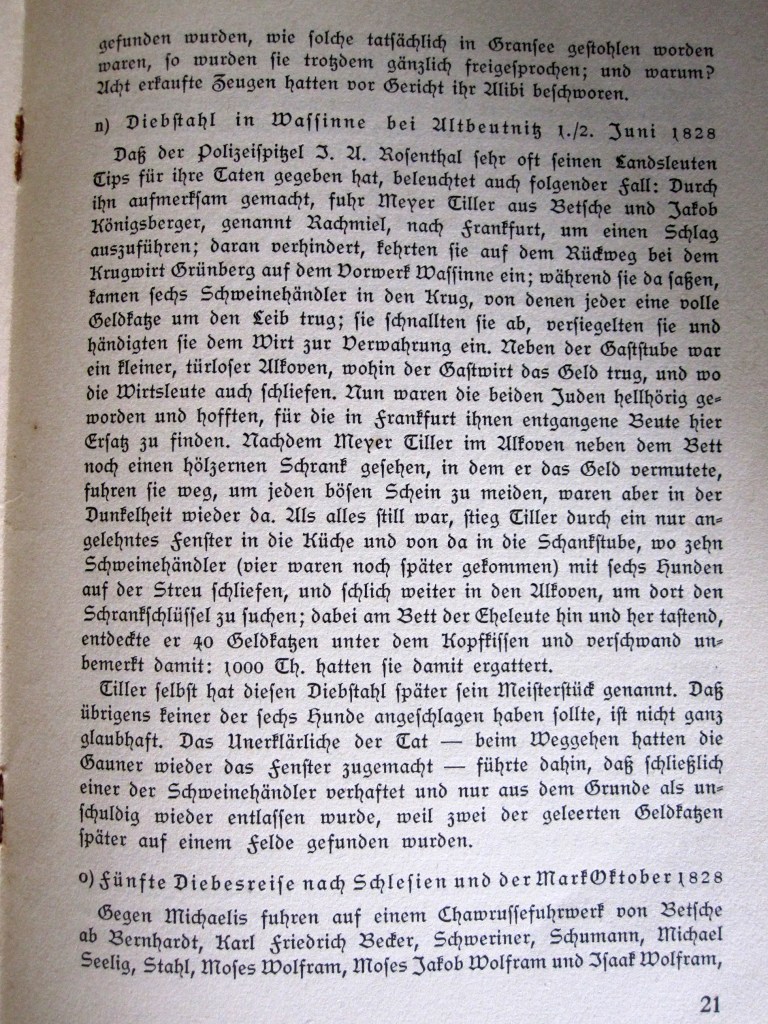 gefunden wurden, wie solche tatsächlich in Gransee gestohlen worden
waren, so wurden sie trotzdem gänzlich freigesprochen; und warum?
Acht erkaufte Zeugen hatten vor Gericht ihr Alibi beschworen.
n) Diebstahl in Wassinne bei Altbeutnitz 1./2. Juni 1828
Daß der Polizeispitzel J. A. Rosenthal sehr oft seinen Landsleuten
Tips für ihre Taten gegeben hat, beleuchtet auch folgender Fall: Durch
ihn aufmerksam gemacht, fuhr Meyer Tiller aus Betsche und Jakob
Königsberger, genannt Rachmiel, nach Frankfurt, um einen Schlag
auszuführen; daran verhindert, kehrten sie auf dem Rückweg bei dem
Krugwirt Grünberg auf dem Vorwerk Wassinne ein; während sie da saßen,
kamen sechs Schweinehändler in den Krug, von denen jeder eine volle
Geldkatze um den Leib trug; sie schnallten sie ab, versiegelten sie und
händigten sie dem Wirt zur Verwahrung ein. Neben der Gaststube war
ein kleiner, türloser Alkoven, wohin der Gastwirt das Geld trug, und wo
die Wirtsleute auch schliefen. Nun waren die beiden Juden hellhörig ge-
worden und hofften, für die in Frankfurt ihnen entgangene Beute hier
Ersatz zu finden. Nachdem Meyer Tiller im Alkoven neben dem Bett
noch einen hölzernen Schrank gesehen, in dem er das Geld vermutete,
fuhren sie weg, um jeden bösen Schein zu meiden, waren aber in der
Dunkelheit wieder da. Als alles still war, stieg Tiller durch ein nur an-
gelehntes Fenster in die Küche und von da in die Schankstube, wo zehn
Schweinehändler (vier waren noch später gekommen) mit sechs Hunden
auf der Streu schliefen, und schlich weiter in den Alkoven, um dort den
Schrankschlüssel zu suchen; dabei am Bett der Eheleute hin und her tastend,
entdeckte er 40 Geldkatzen unter dem Kopfkissen und verschwand un-
bemerkt damit: 1000 Th. hatten sie damit ergattert.
Tiller selbst hat diesen Diebstahl später sein Meisterstück genannt. Daß
übrigens keiner der sechs Hunde angeschlagen haben sollte, ist nicht ganz
glaubhaft. Das Unerklärliche der Tat — beim Weggehen hatten die
Gauner wieder das Fenster zugemacht — führte dahin, daß schließlich
einer der Schweinehändler verhaftet und nur aus dem Grunde als un-
schuldig wieder entlassen wurde, weil zwei der geleerten Geldkatzen
später auf einem Felde gefunden wurden.
o) Fünfte Diebesreise nach Schlesien und der Mark Oktober 1828
Gegen Michaelis fuhren auf einem Chawrussefuhrwerk von Betsche
ab Bernhardt, Karl Friedrich Becker, Schweriner, Schumann, Michael
Seelig, Stahl, Moses Wolfram, Moses Jakob Wolfram und Isaak Wolfram,
21